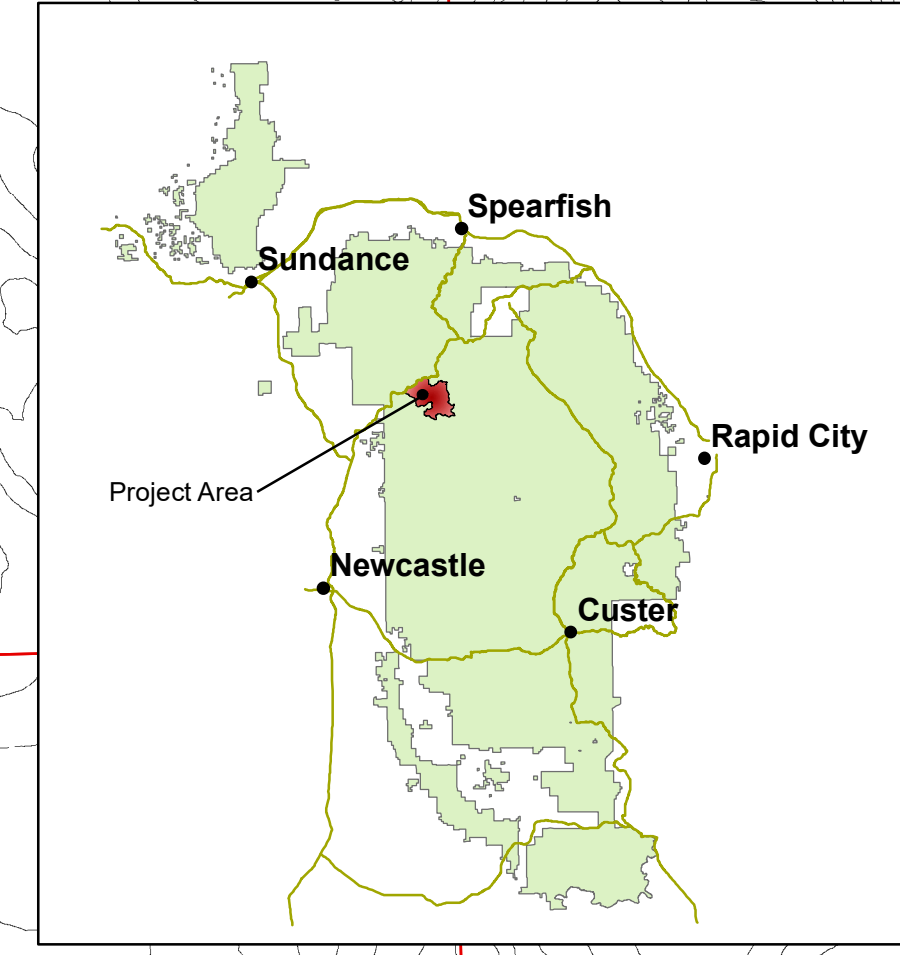 Spearfish
Sundance
Rapid City
Project Area
Newcastle
Custer